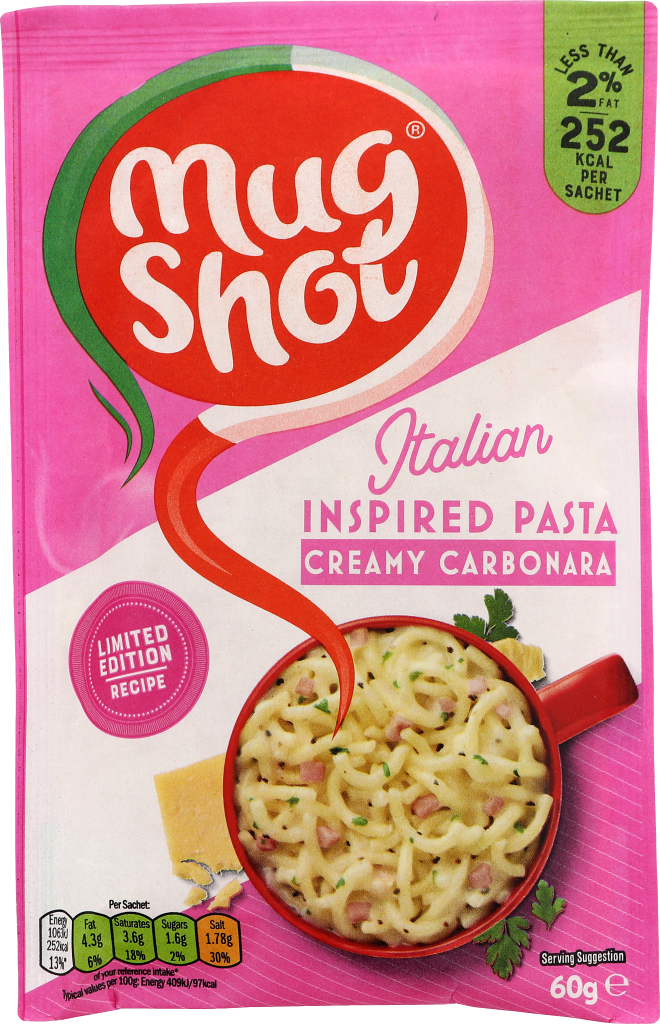 LESS THAN
2%
FAT
252
KCAL
PER
SACHET
mug
shot®
Italian
INSPIRED PASTA
CREAMY CARBONARA
LIMITED
EDITION
RECIPE
Per Sachet:
Energy 1063kJ 252kcal 13%*
Fat 4.3g 6%
Saturates 3.6g 18%
Sugars 1.6g 2%
Salt 1.78g 30%
of your reference intake*
Typical values per 100g: Energy 409kJ/97kcal
Serving Suggestion
60g ℮